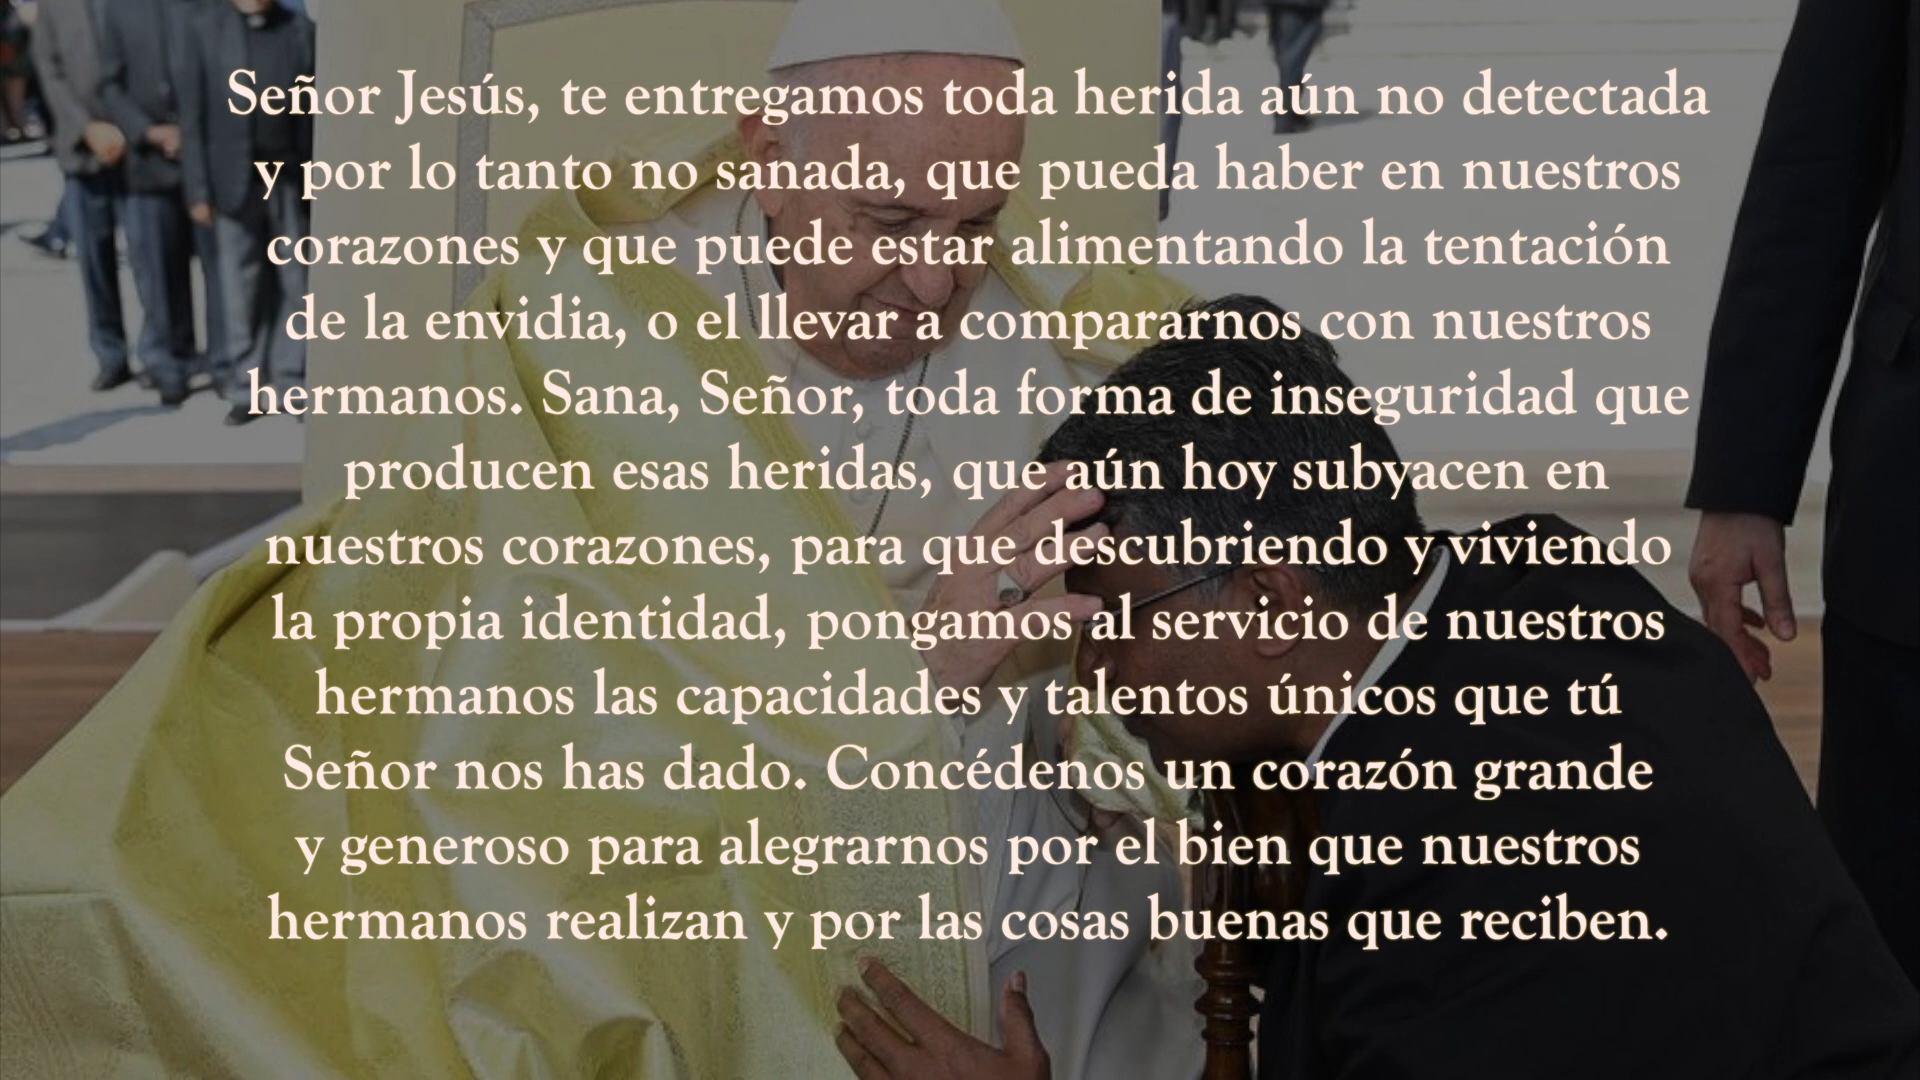 Señor Jesús, te entregamos toda herida aún no detectada
y por lo tanto no sanada, que pueda haber en nuestros
corazones y que puede estar alimentando la tentación
de la envidia, o el llevar a compararnos con nuestros
hermanos. Sana, Señor, toda forma de inseguridad que
producen esas heridas, que aún hoy subyacen en
nuestros corazones, para que descubriendo y viviendo
la propia identidad, pongamos al servicio de nuestros
hermanos las capacidades y talentos únicos que tú
Señor nos has dado. Concédenos un corazón grande
y generoso para alegrarnos por el bien que nuestros
hermanos realizan y por las cosas buenas que reciben.